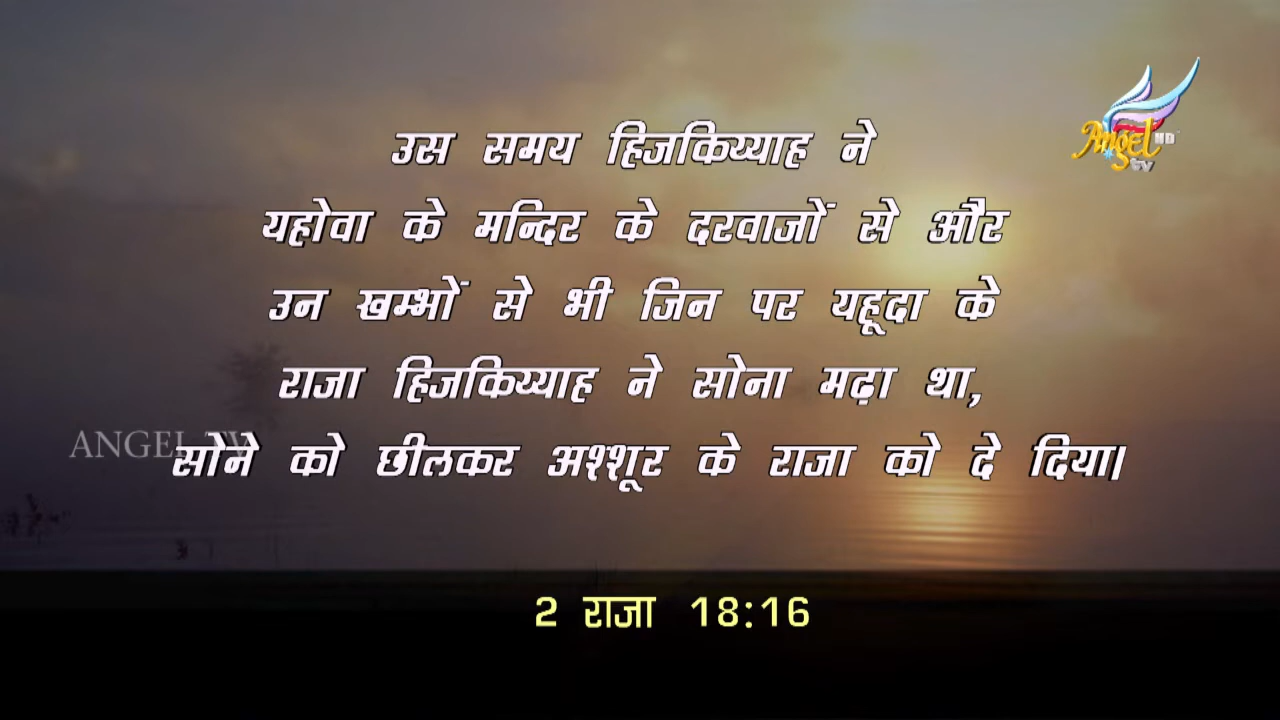 Angel HD
tv
उस समय हिजकिय्याह ने
यहोवा के मन्दिर के दरवाजों से और
उन खम्भों से भी जिन पर यहूदा के
राजा हिजकिय्याह ने सोना मढ़ा था,
ANGEL TV
सोने को छीलकर अश्शूर के राजा को दे दिया।
2 राजा 18:16